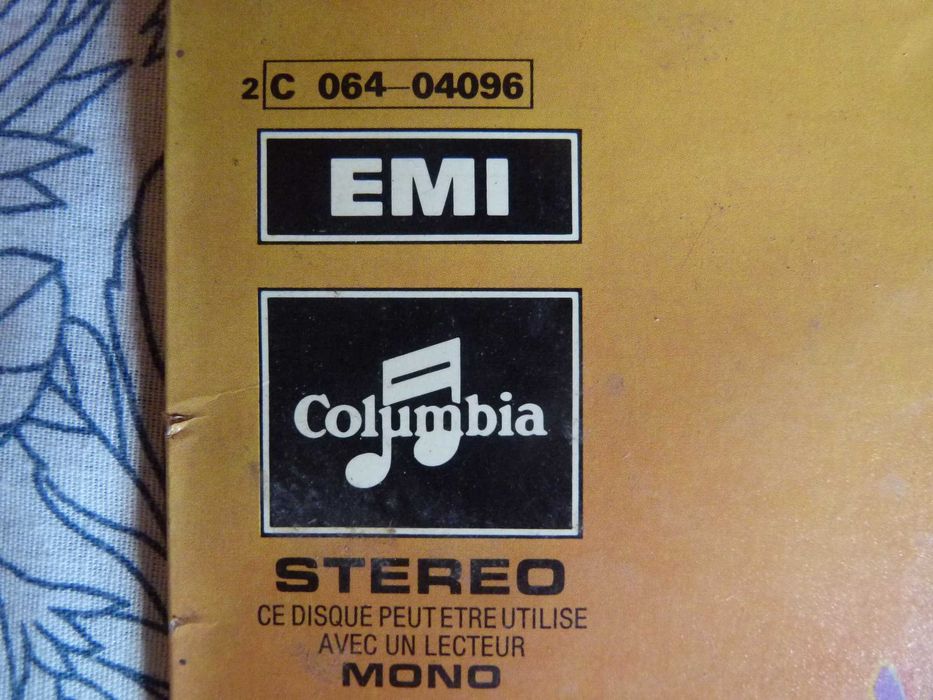 2 C 064-04096
EMI
Columbia
STEREO
CE DISQUE PEUT ETRE UTILISE
AVEC UN LECTEUR
MONO